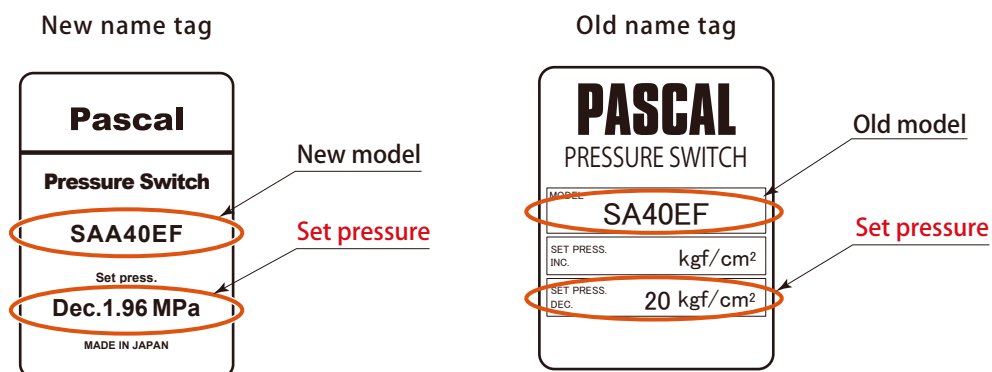 New name tag
Pascal
Pressure Switch
SAA40EF
Set press.
Dec.1.96 MPa
MADE IN JAPAN
New model
Set pressure
Old name tag
PASCAL
PRESSURE SWITCH
MODEL
SA40EF
SET PRESS.
INC.
kgf/cm²
SET PRESS.
DEC.
20 kgf/cm²
Old model
Set pressure